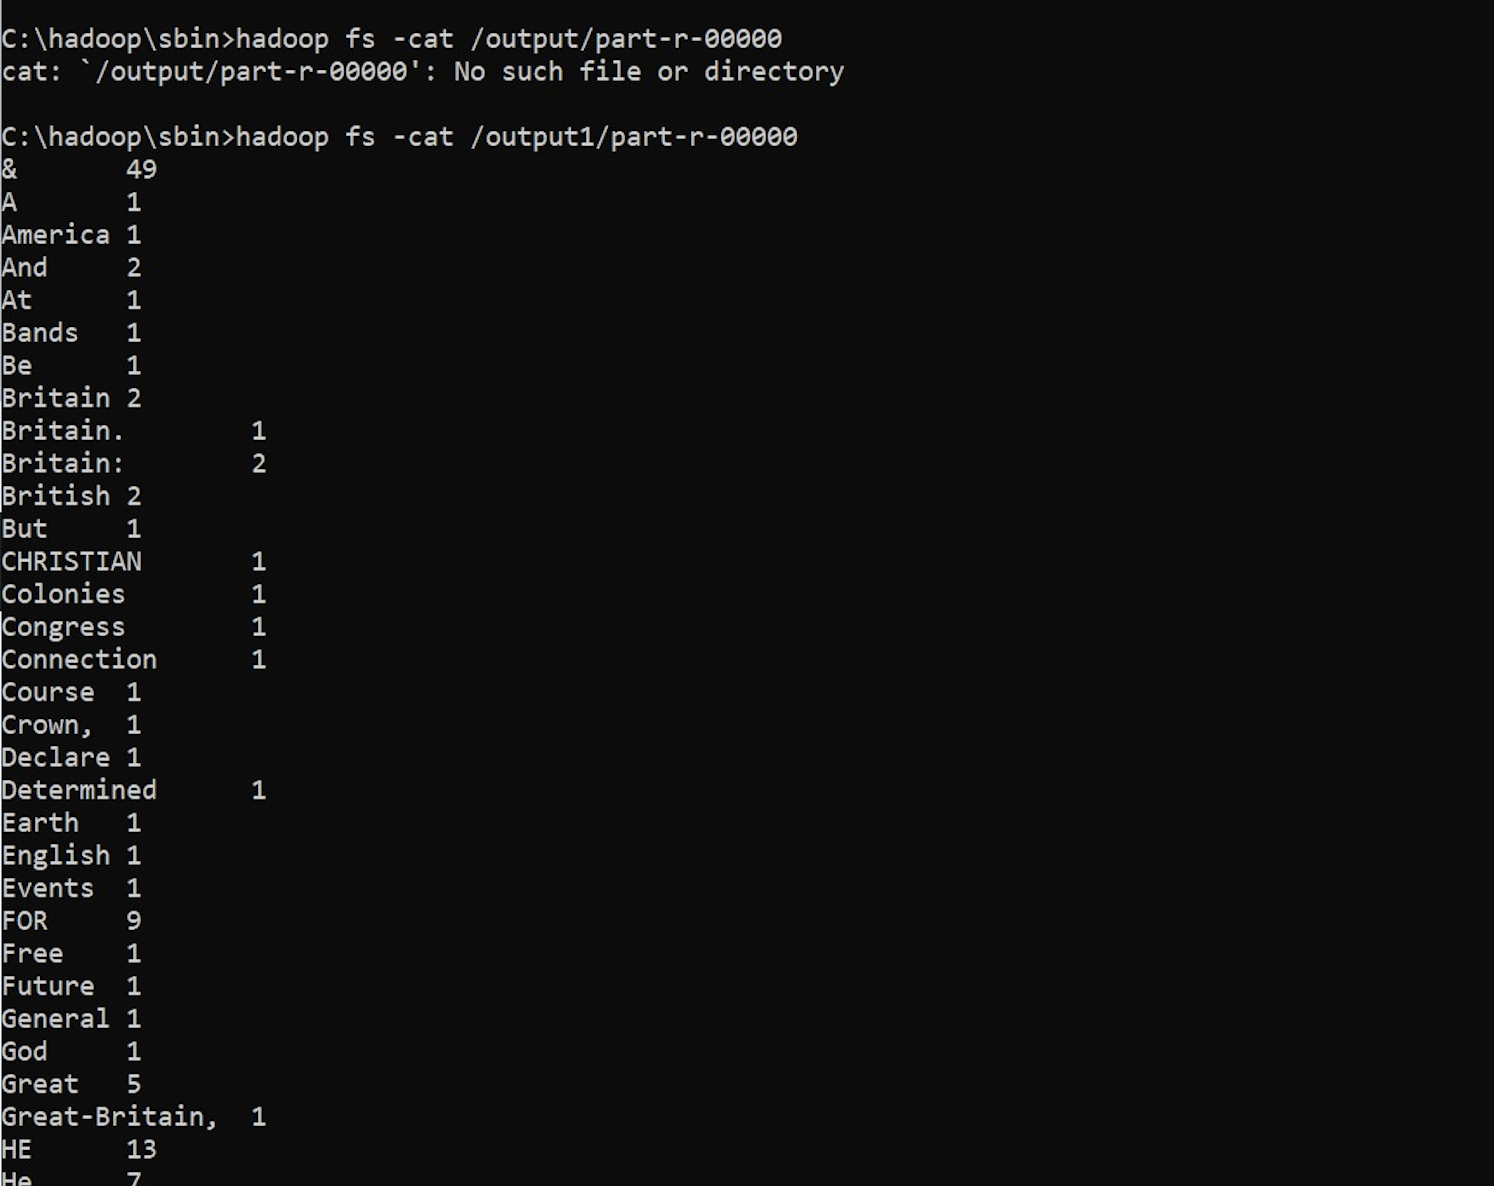 C:\hadoop\sbin>hadoop fs -cat /output/part-r-00000
cat: `/output/part-r-00000': No such file or directory
C:\hadoop\sbin>hadoop fs -cat /output1/part-r-00000
& 49
A 1
America 1
And 2
At 1
Bands 1
Be 1
Britain 2
Britain. 1
Britain: 2
British 2
But 1
CHRISTIAN 1
Colonies 1
Congress 1
Connection 1
Course 1
Crown, 1
Declare 1
Determined 1
Earth 1
English 1
Events 1
FOR 9
Free 1
Future 1
General 1
God 1
Great 5
Great-Britain, 1
HE 13
He 7